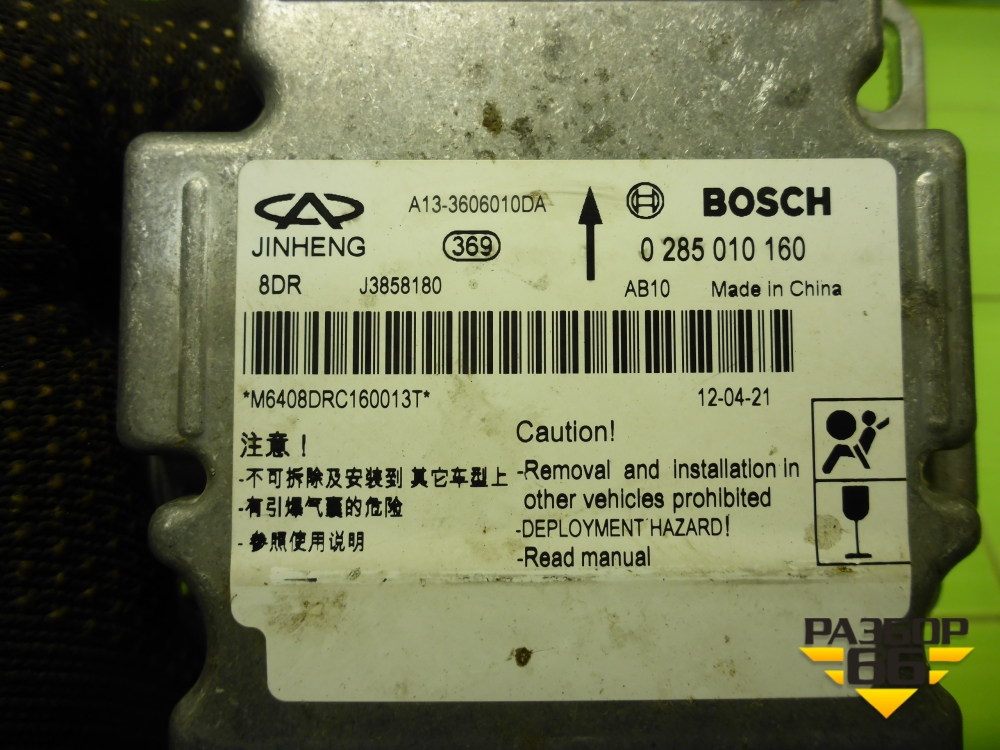 A13-3606010DA
BOSCH
JINHENG
369
0 285 010 160
8DR J3858180
AB10 Made in China
*M6408DRC160013T*
12-04-21
注意！
-不可拆除及安装到 其它车型上
-有引爆气囊的危险
- 参照使用说明
Caution!
-Removal and installation in
other vehicles prohibited
-DEPLOYMENT HAZARD!
-Read manual
РАЗБОР
66